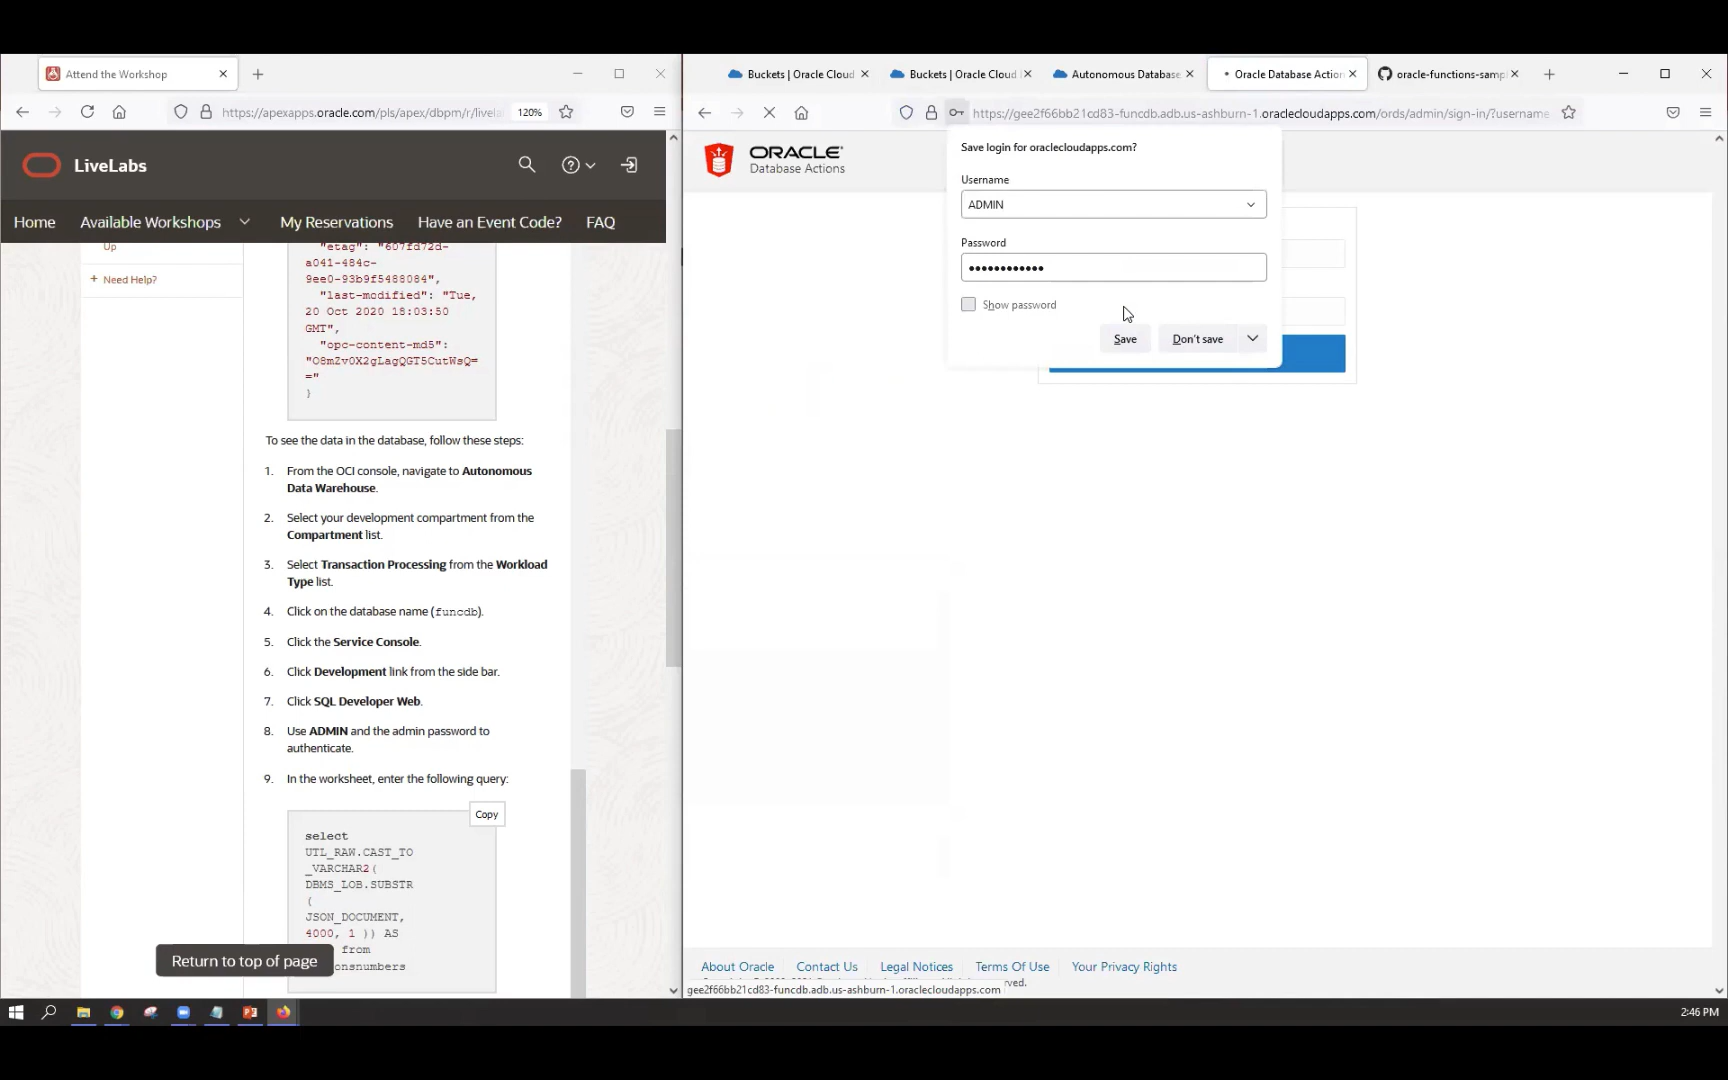 Attend the Workshop
https://apexapps.oracle.com/pls/apex/dbpm/r/livela
120%
LiveLabs
Home
Available Workshops
My Reservations
Have an Event Code?
FAQ
Up
+ Need Help?
"etag": "607fd72d-
a041-484c-
9ee0-93b9f5488084",
"last-modified": "Tue,
20 Oct 2020 18:03:50
GMT",
"opc-content-md5":
"O8mZv0X2gLagQGT5CutWsQ=
="
}
To see the data in the database, follow these steps:
1. From the OCI console, navigate to Autonomous
Data Warehouse.
2. Select your development compartment from the
Compartment list.
3. Select Transaction Processing from the Workload
Type list.
4. Click on the database name (funcdb).
5. Click the Service Console.
6. Click Development link from the side bar.
7. Click SQL Developer Web.
8. Use ADMIN and the admin password to
authenticate.
9. In the worksheet, enter the following query:
Copy
select
UTL_RAW.CAST_TO
_VARCHAR2(
DBMS_LOB.SUBSTR
(
JSON_DOCUMENT,
4000, 1 )) AS
from
onsnumbers
Return to top of page
Buckets | Oracle Cloud
Buckets | Oracle Cloud I
Autonomous Database
Oracle Database Action
oracle-functions-samp
https://gee2f66bb21cd83-funcdb.adb.us-ashburn-1.oraclecloudapps.com/ords/admin/sign-in/?username
ORACLE
Database Actions
Save login for oraclecloudapps.com?
Username
ADMIN
Password
••••••••••••
Show password
Save
Don't save
About Oracle
Contact Us
Legal Notices
Terms Of Use
Your Privacy Rights
rved.
gee2f66bb21cd83-funcdb.adb.us-ashburn-1.oraclecloudapps.com
2:46 PM